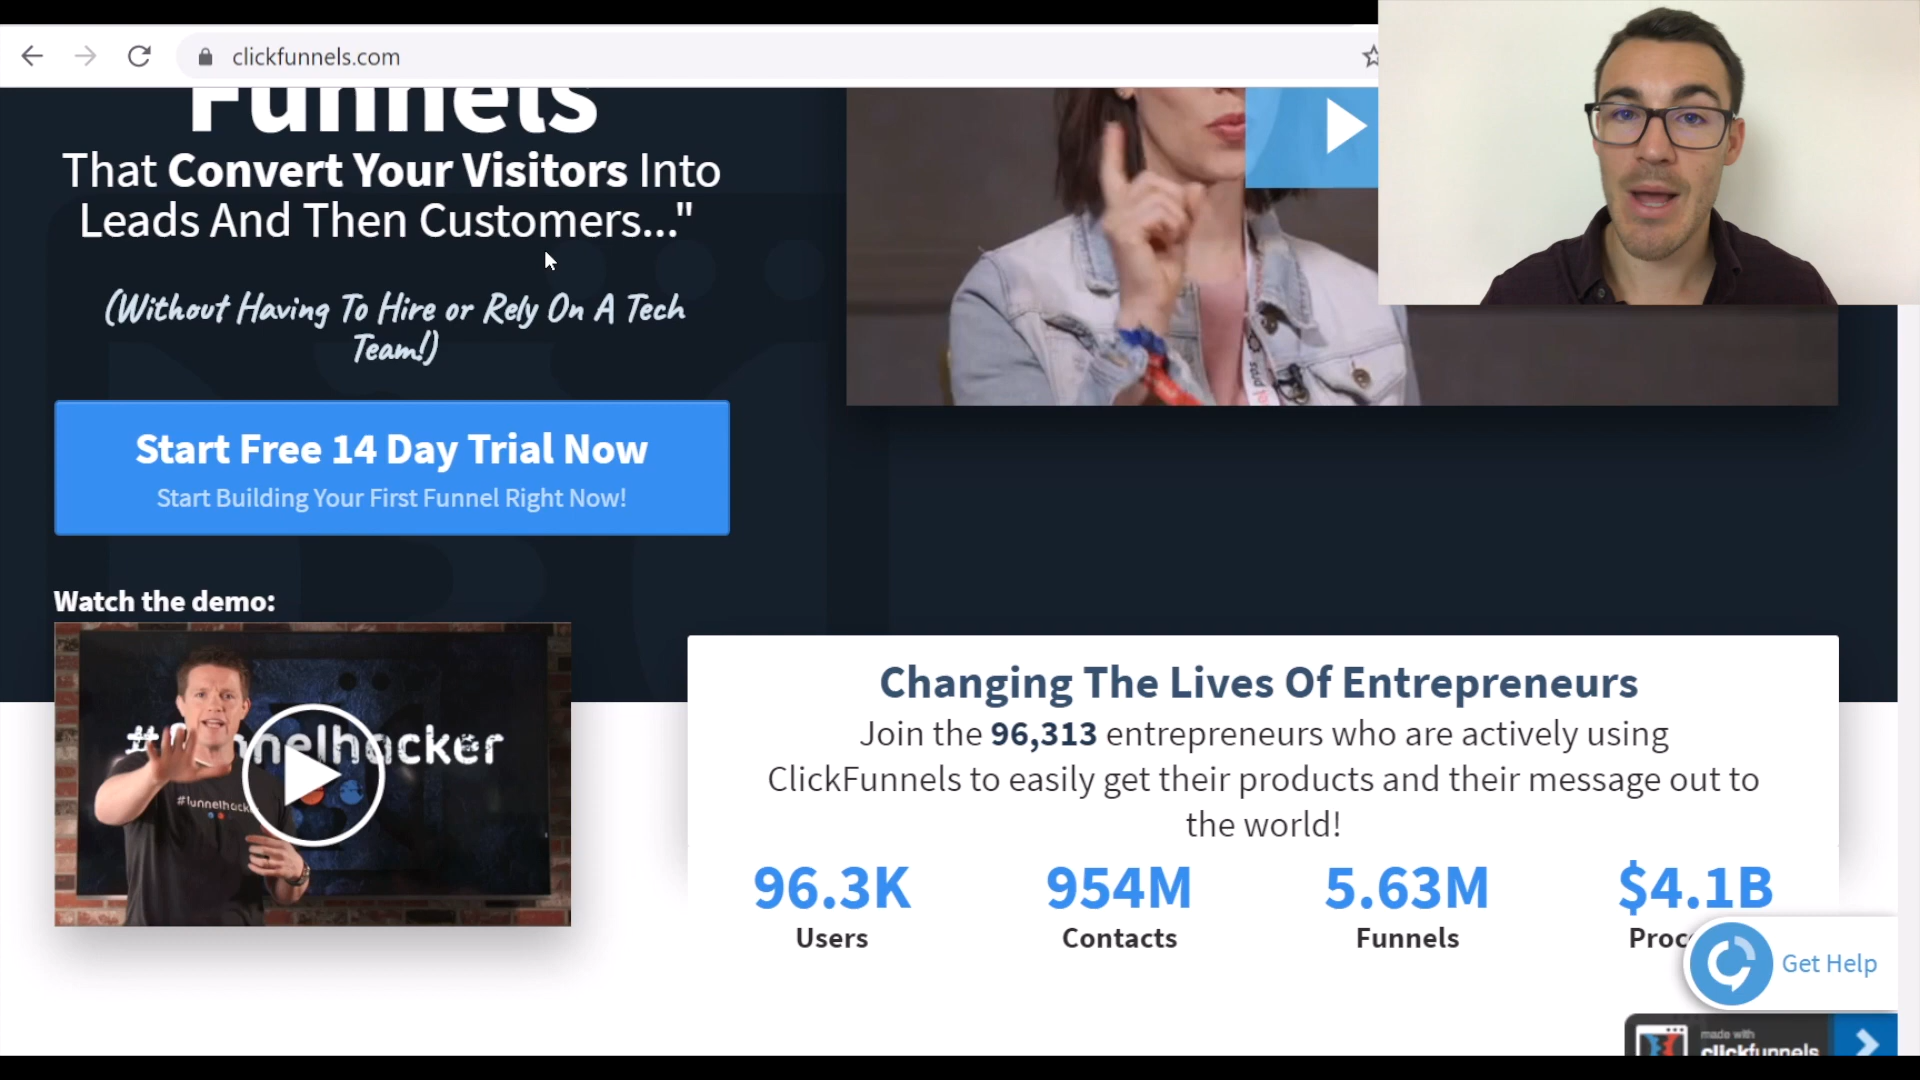 clickfunnels.com
Funnels
That Convert Your Visitors Into
Leads And Then Customers..."
(Without Having To Hire or Rely On A Tech
Team!)
Start Free 14 Day Trial Now
Start Building Your First Funnel Right Now!
Watch the demo:
#funnelhacker
Changing The Lives Of Entrepreneurs
Join the 96,313 entrepreneurs who are actively using
ClickFunnels to easily get their products and their message out to
the world!
96.3K
954M
5.63M
$4.1B
Users
Contacts
Funnels
Proc
Get Help
made with
clickfunnels